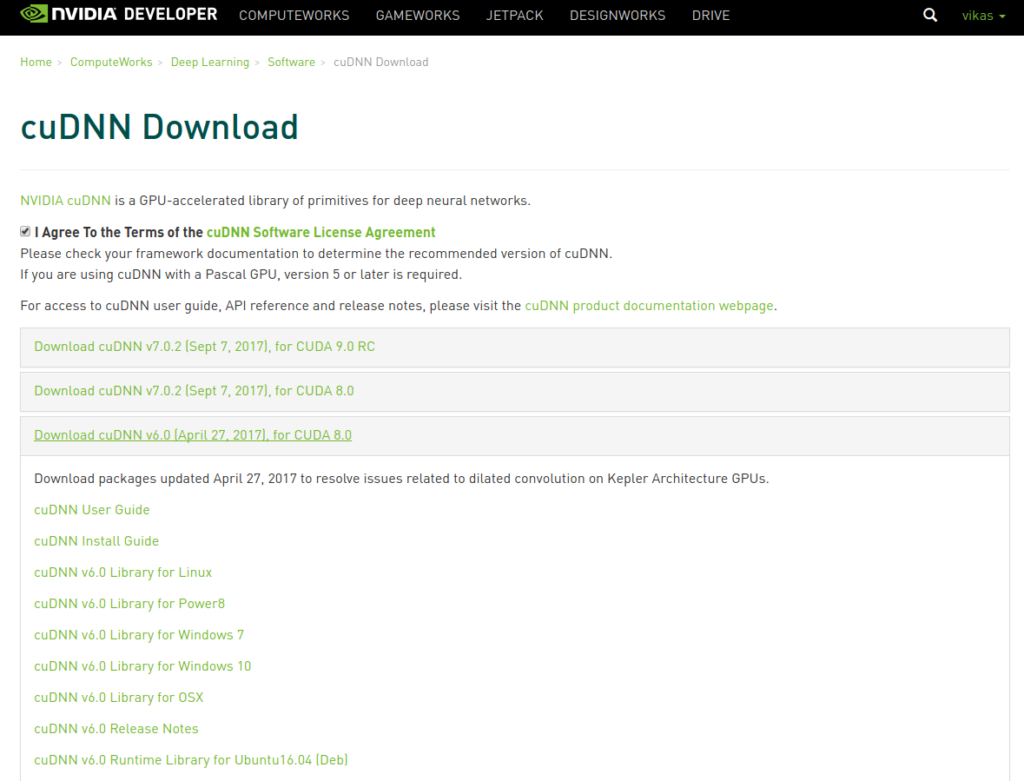 NVIDIA DEVELOPER COMPUTEWORKS GAMEWORKS JETPACK DESIGNWORKS DRIVE vikas
Home > ComputeWorks > Deep Learning > Software > cuDNN Download
cuDNN Download
NVIDIA cuDNN is a GPU-accelerated library of primitives for deep neural networks.
I Agree To the Terms of the cuDNN Software License Agreement
Please check your framework documentation to determine the recommended version of cuDNN.
If you are using cuDNN with a Pascal GPU, version 5 or later is required.
For access to cuDNN user guide, API reference and release notes, please visit the cuDNN product documentation webpage.
Download cuDNN v7.0.2 (Sept 7, 2017), for CUDA 9.0 RC
Download cuDNN v7.0.2 (Sept 7, 2017), for CUDA 8.0
Download cuDNN v6.0 (April 27, 2017), for CUDA 8.0
Download packages updated April 27, 2017 to resolve issues related to dilated convolution on Kepler Architecture GPUs.
cuDNN User Guide
cuDNN Install Guide
cuDNN v6.0 Library for Linux
cuDNN v6.0 Library for Power8
cuDNN v6.0 Library for Windows 7
cuDNN v6.0 Library for Windows 10
cuDNN v6.0 Library for OSX
cuDNN v6.0 Release Notes
cuDNN v6.0 Runtime Library for Ubuntu16.04 (Deb)